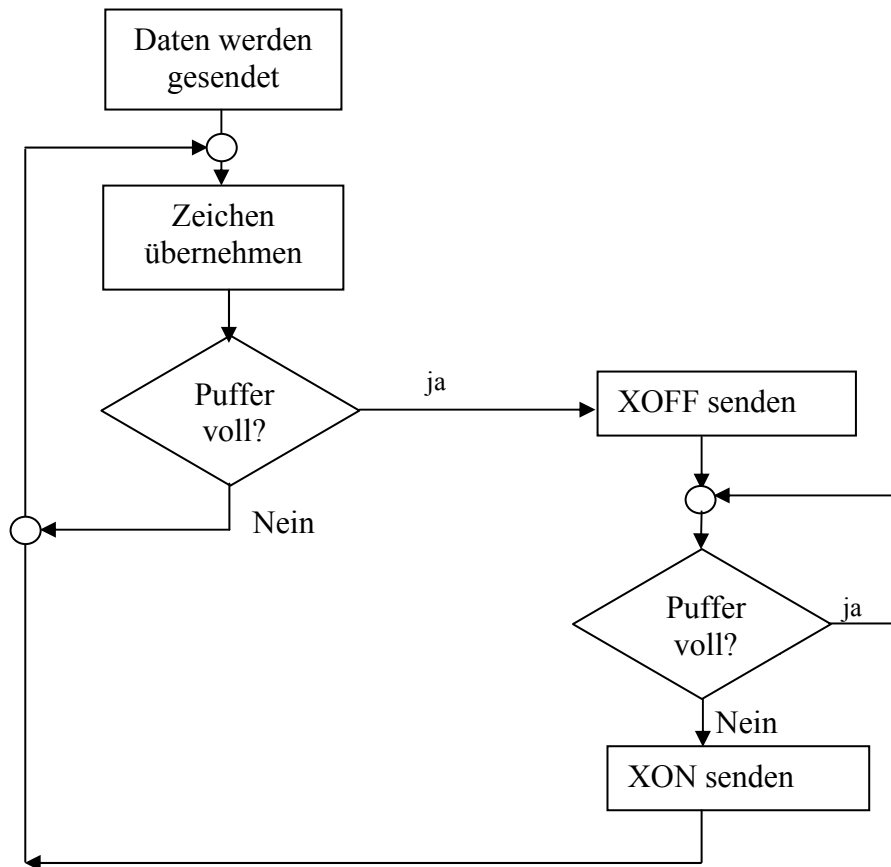 Daten werden
gesendet
Zeichen
übernehmen
Puffer
voll?
ja
XOFF senden
Nein
Puffer
voll?
ja
Nein
XON senden